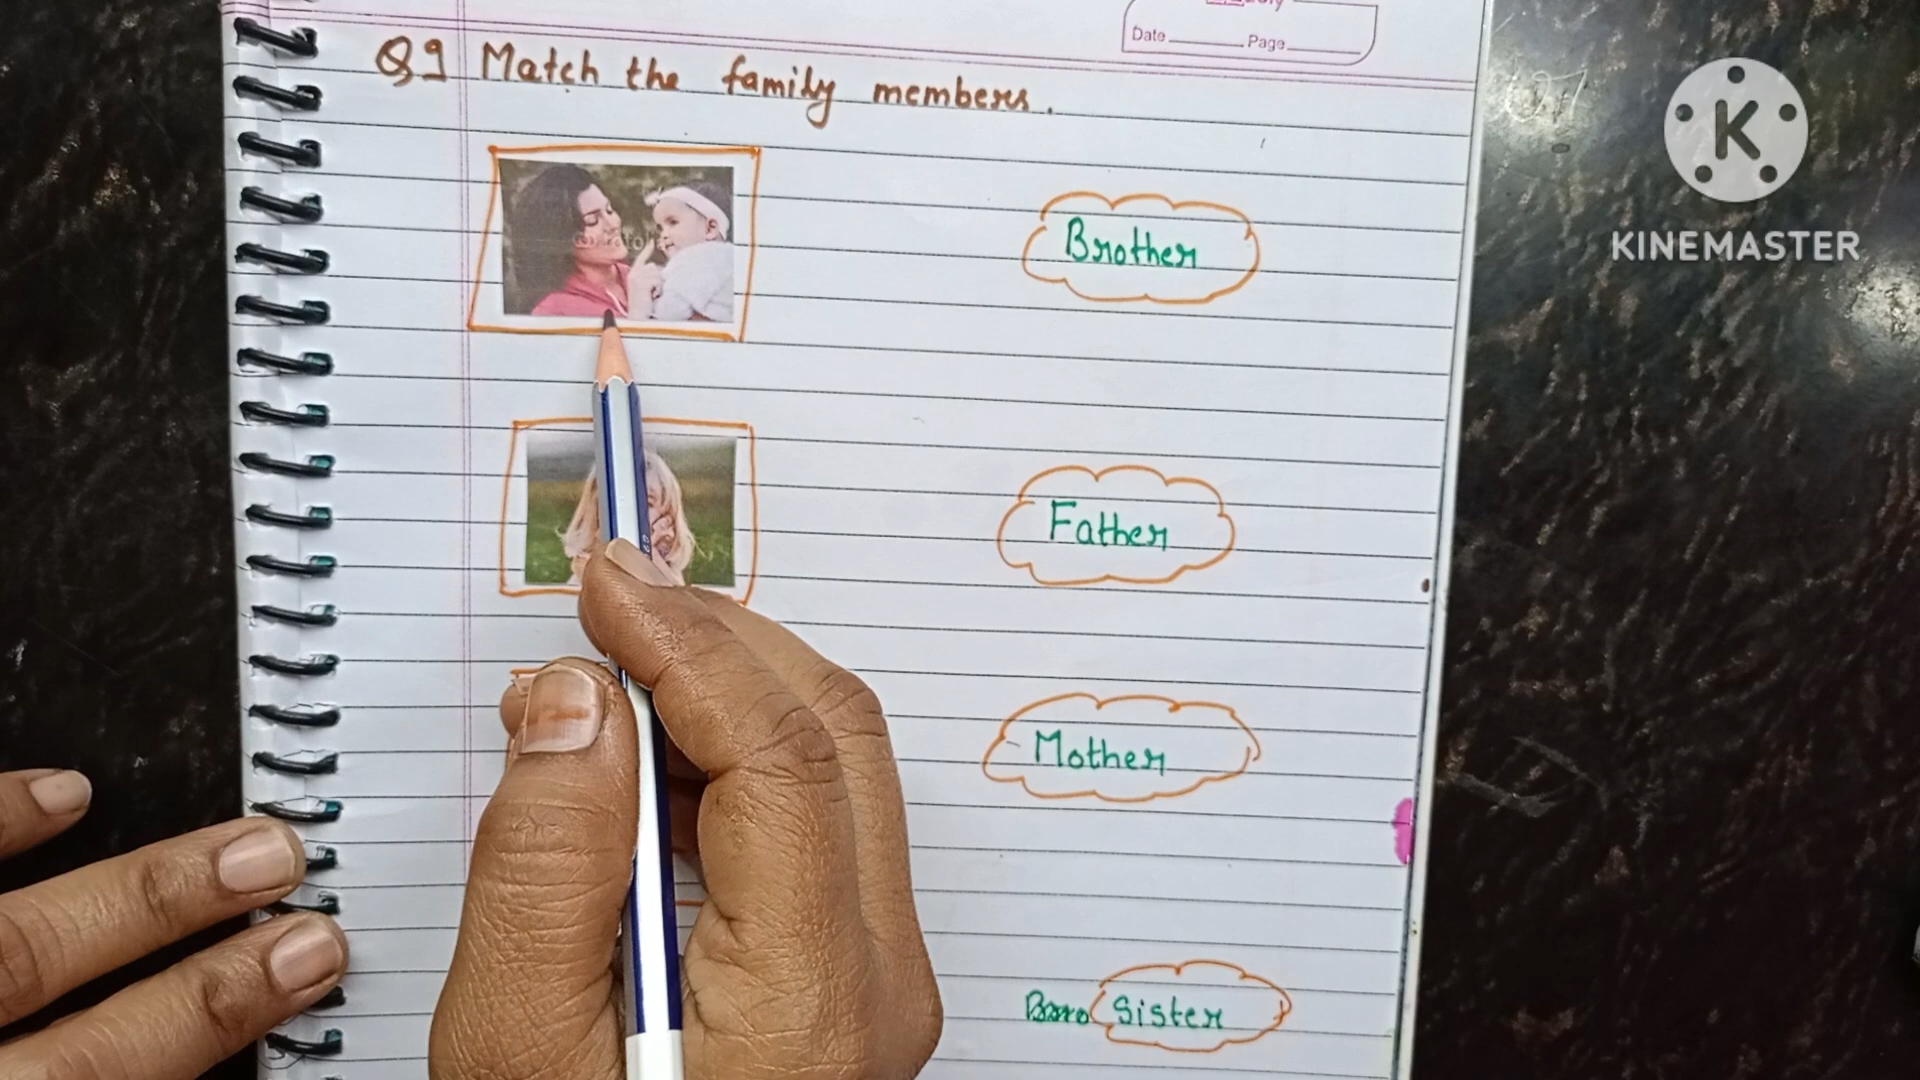 Date Page
Q9 Match the family members.
K
KINEMASTER
Brother
Father
Mother
Sister